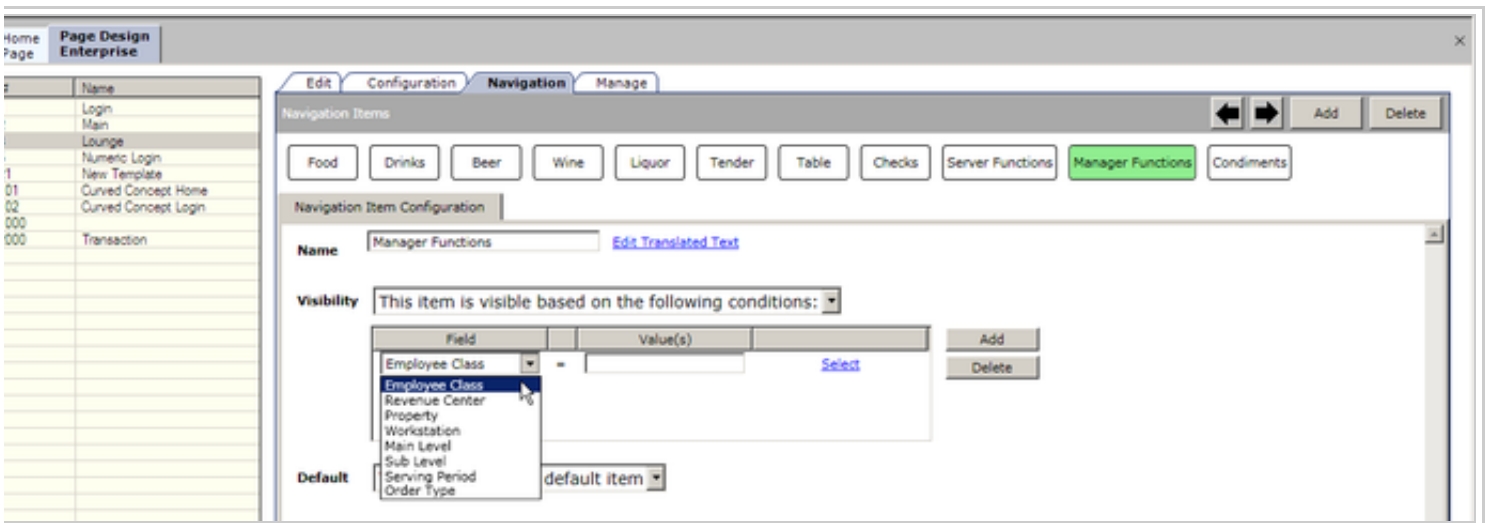 Home Page
Page Design Enterprise
Name
Login
Main
Lounge
Numeric Login
New Template
01 Curved Concept Home
02 Curved Concept Login
000
000 Transaction
Edit Configuration Navigation Manage
Navigation Items Add Delete
Food Drinks Beer Wine Liquor Tender Table Checks Server Functions Manager Functions Condiments
Navigation Item Configuration
Name Manager Functions Edit Translated Text
Visibility This item is visible based on the following conditions:
Field Value(s) Add
Employee Class = Select Delete
Employee Class
Revenue Center
Property
Workstation
Main Level
Sub Level
Serving Period
Order Type
Default default item